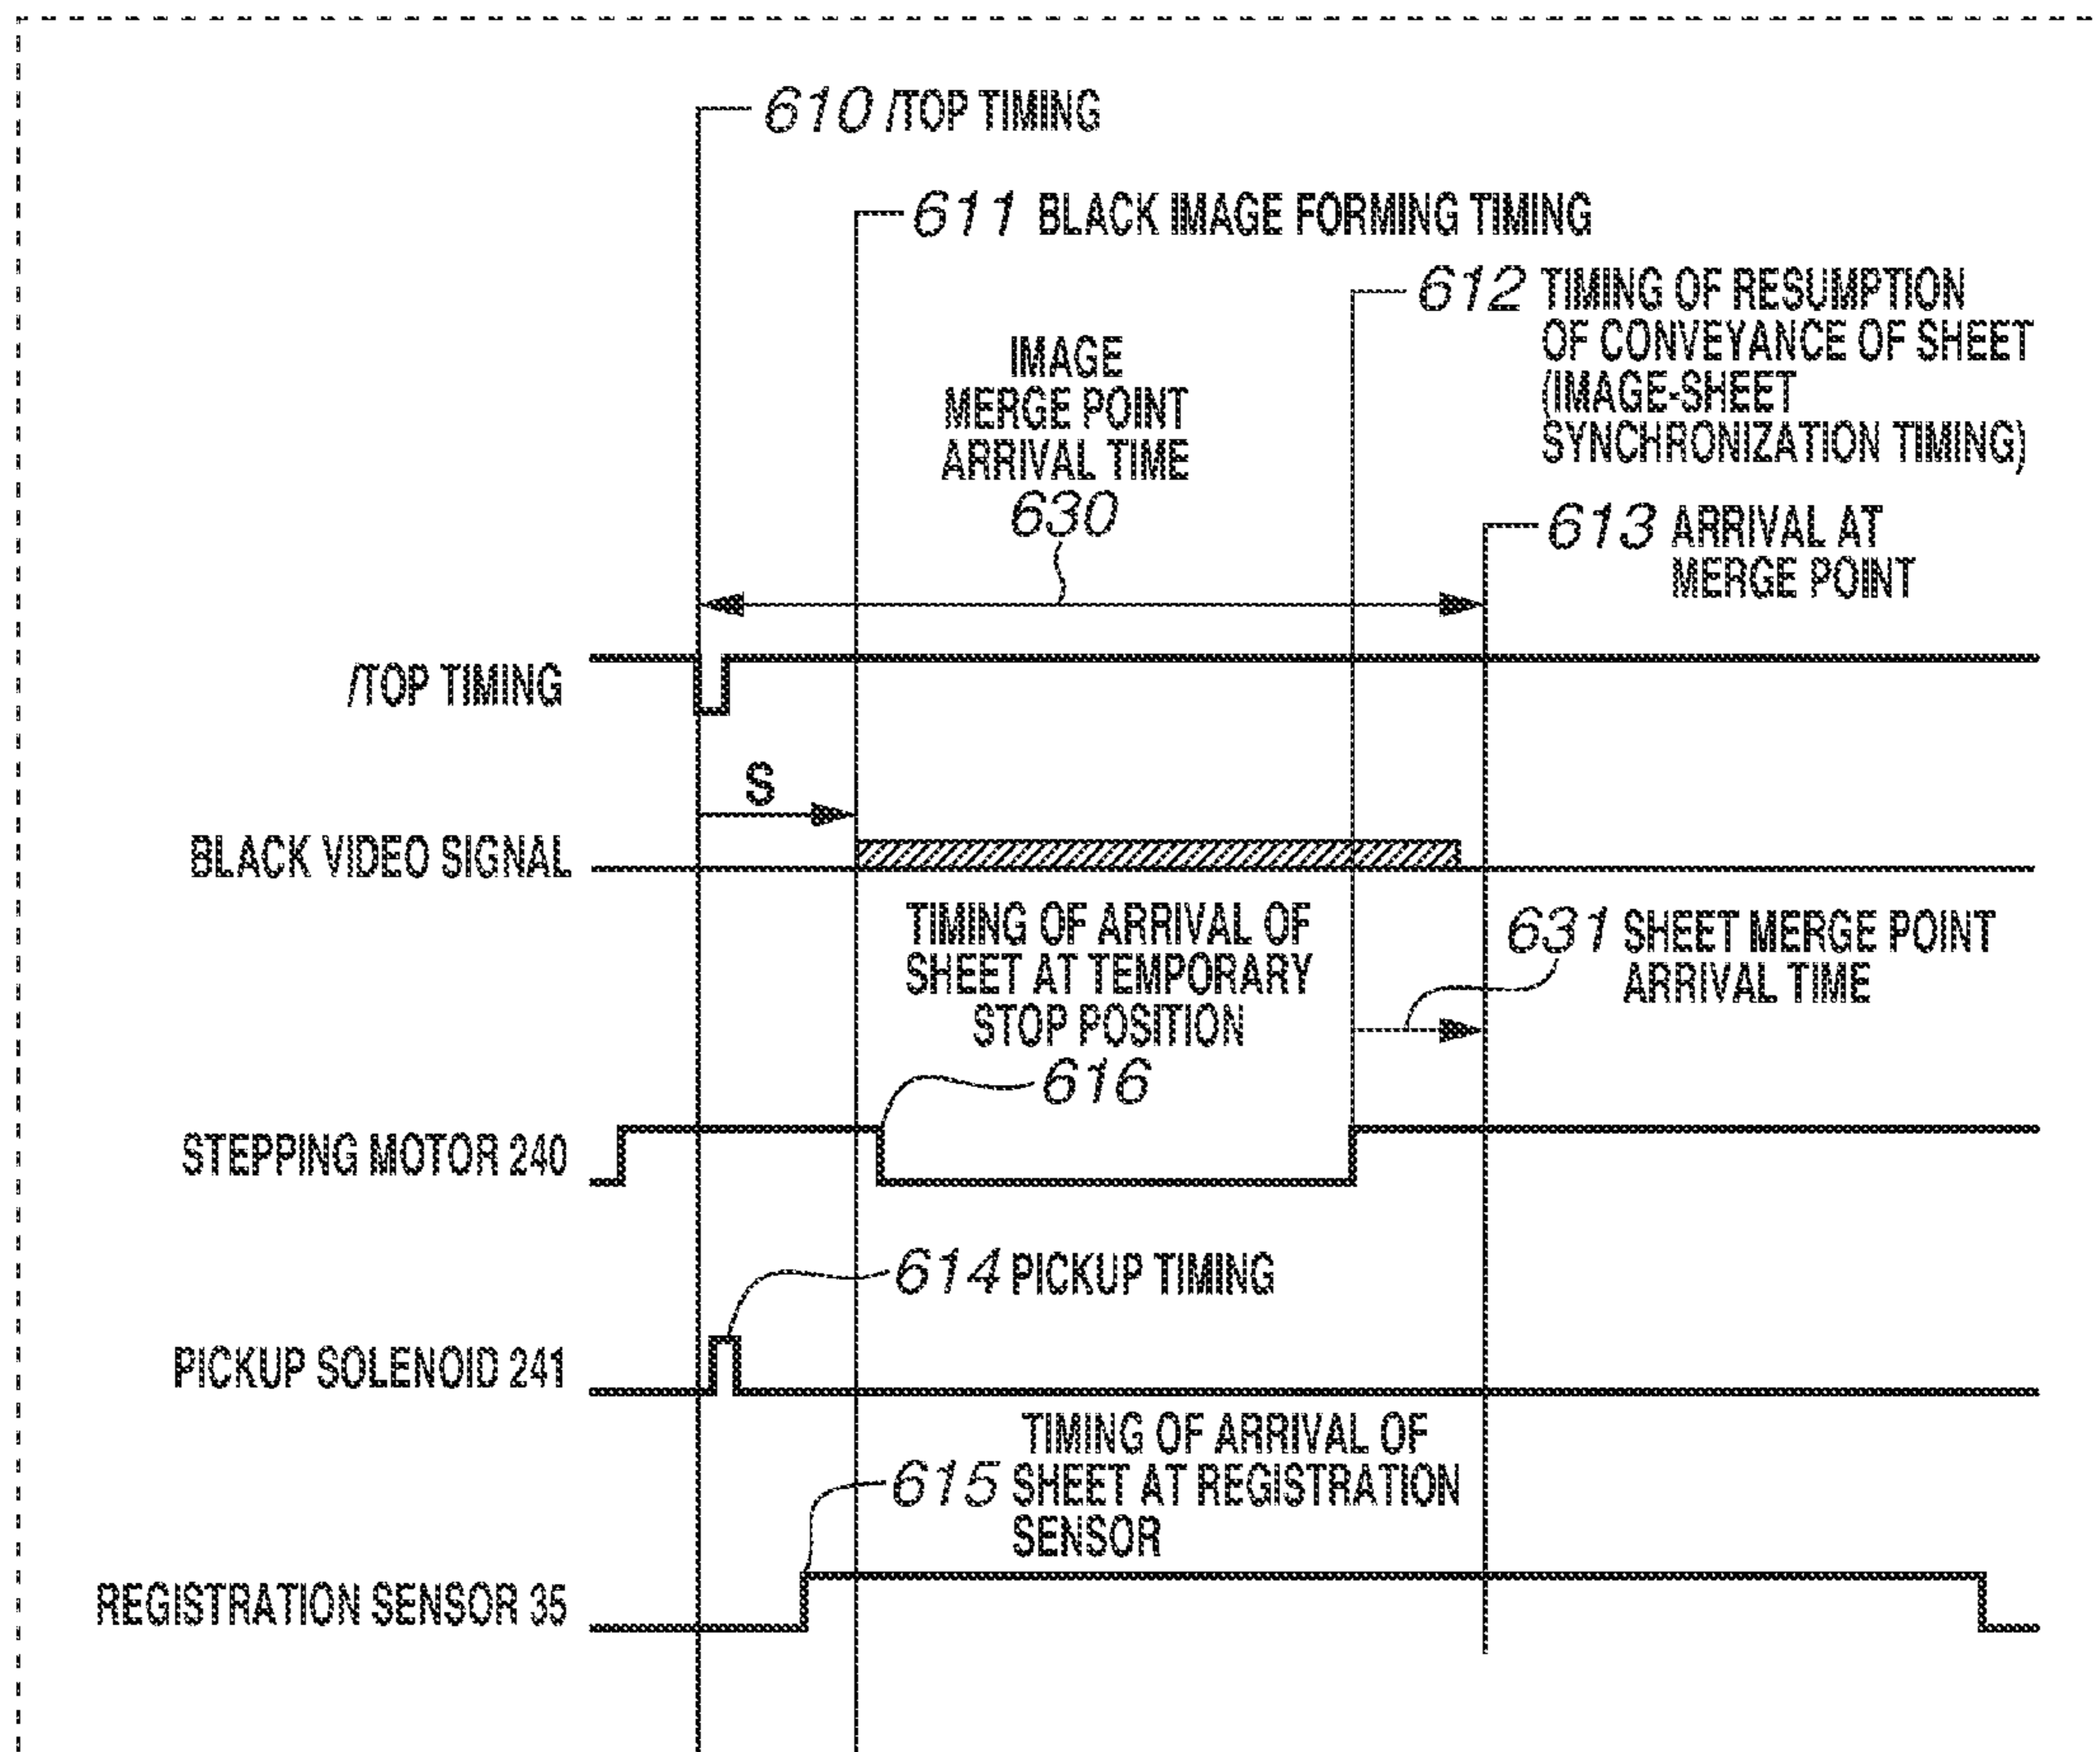 610 /TOP TIMING
611 BLACK IMAGE FORMING TIMING
612 TIMING OF RESUMPTION
OF CONVEYANCE OF SHEET
(IMAGE-SHEET
SYNCHRONIZATION TIMING)
IMAGE
MERGE POINT
ARRIVAL TIME
630
613 ARRIVAL AT
MERGE POINT
/TOP TIMING
S
BLACK VIDEO SIGNAL
TIMING OF ARRIVAL OF
SHEET AT TEMPORARY
STOP POSITION
616
631 SHEET MERGE POINT
ARRIVAL TIME
STEPPING MOTOR 240
614 PICKUP TIMING
PICKUP SOLENOID 241
TIMING OF ARRIVAL OF
615 SHEET AT REGISTRATION
SENSOR
REGISTRATION SENSOR 35